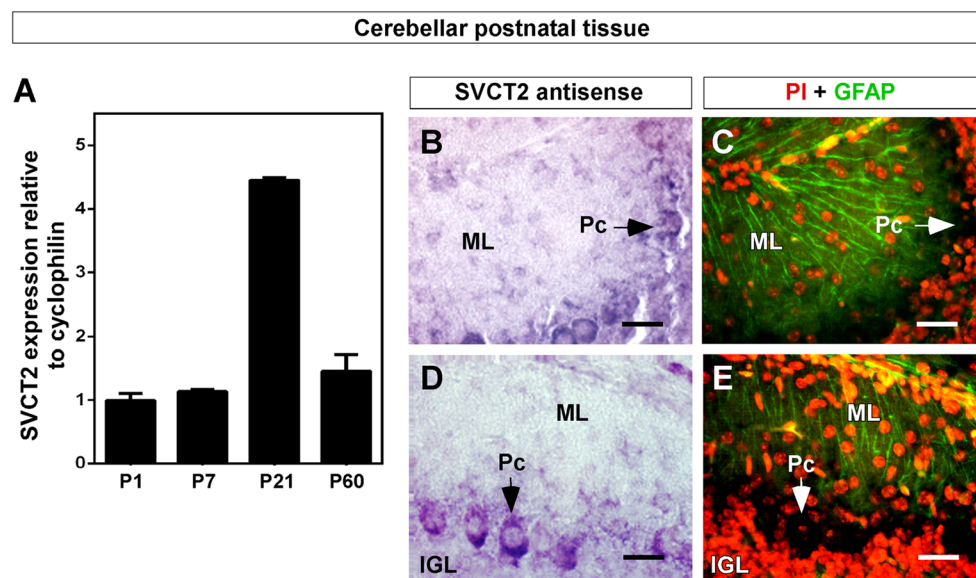 Cerebellar postnatal tissue
A
SVCT2 expression relative
to cyclophilin
5
4
3
2
1
0
P1 P7 P21 P60
SVCT2 antisense
PI + GFAP
B
ML
Pc
C
ML
Pc
D
ML
Pc
IGL
E
ML
Pc
IGL